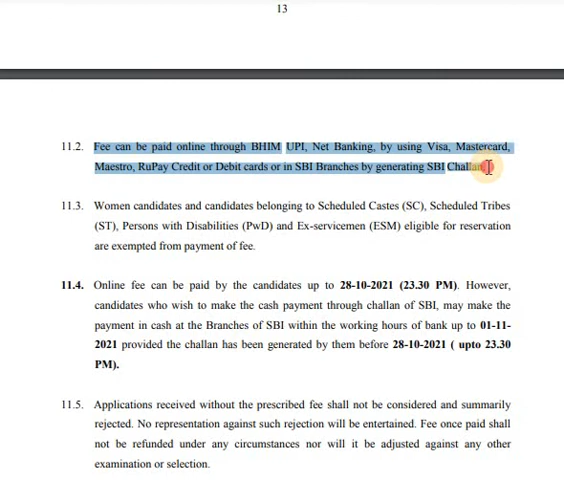 13
11.2. Fee can be paid online through BHIM UPI, Net Banking, by using Visa, Mastercard,
Maestro, RuPay Credit or Debit cards or in SBI Branches by generating SBI Challan.
11.3. Women candidates and candidates belonging to Scheduled Castes (SC), Scheduled Tribes
(ST), Persons with Disabilities (PwD) and Ex-servicemen (ESM) eligible for reservation
are exempted from payment of fee.
11.4. Online fee can be paid by the candidates up to 28-10-2021 (23.30 PM). However,
candidates who wish to make the cash payment through challan of SBI, may make the
payment in cash at the Branches of SBI within the working hours of bank up to 01-11-
2021 provided the challan has been generated by them before 28-10-2021 ( upto 23.30
PM).
11.5. Applications received without the prescribed fee shall not be considered and summarily
rejected. No representation against such rejection will be entertained. Fee once paid shall
not be refunded under any circumstances nor will it be adjusted against any other
examination or selection.